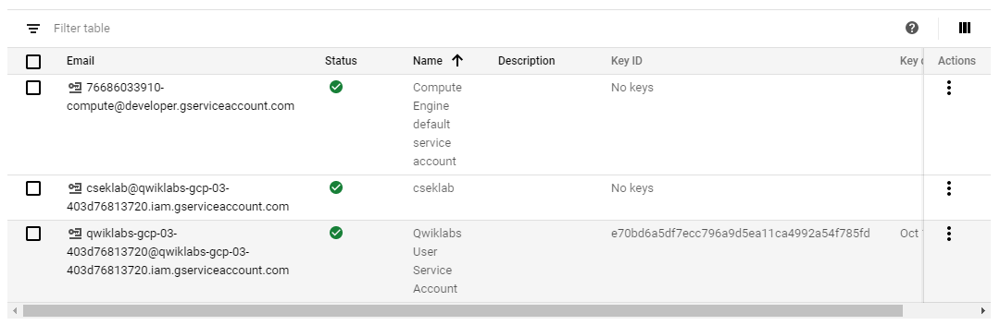 Filter table
Email Status Name Description Key ID Key Actions
76686033910- Compute No keys
compute@developer.gserviceaccount.com Engine
default
service
account
cseklab@qwiklabs-gcp-03- cseklab No keys
403d76813720.iam.gserviceaccount.com
qwiklabs-gcp-03- Qwiklabs e70bd6a5df7ecc796a9d5ea11ca4992a54f785fd Oct
403d76813720@qwiklabs-gcp-03- User
403d76813720.iam.gserviceaccount.com Service
Account